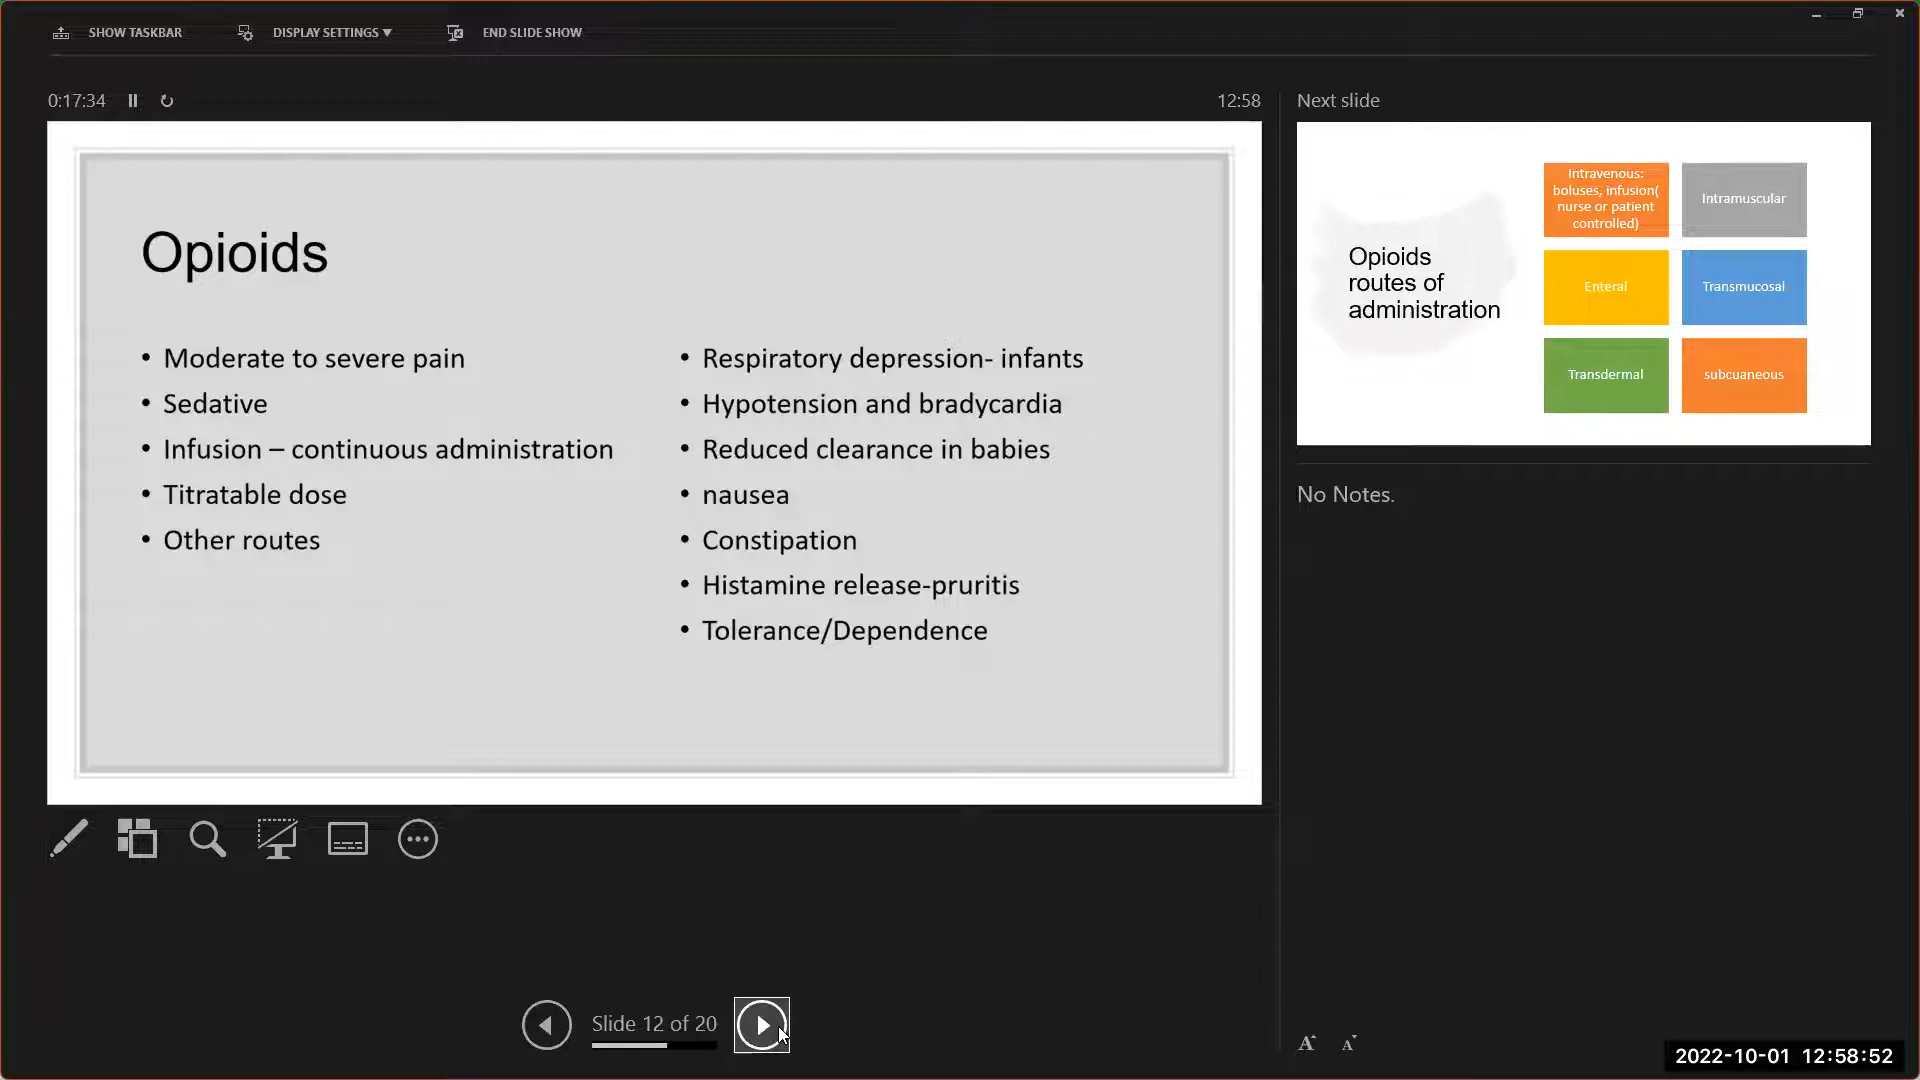 SHOW TASKBAR
DISPLAY SETTINGS ▼
END SLIDE SHOW
0:17:34
12:58
Next slide
Opioids
• Moderate to severe pain
• Sedative
• Infusion – continuous administration
• Titratable dose
• Other routes
• Respiratory depression- infants
• Hypotension and bradycardia
• Reduced clearance in babies
• nausea
• Constipation
• Histamine release-pruritis
• Tolerance/Dependence
Opioids
routes of
administration
Intravenous:
boluses, infusion(
nurse or patient
controlled)
Intramuscular
Enteral
Transmucosal
Transdermal
subcuaneous
No Notes.
Slide 12 of 20
A A
2022-10-01 12:58:52